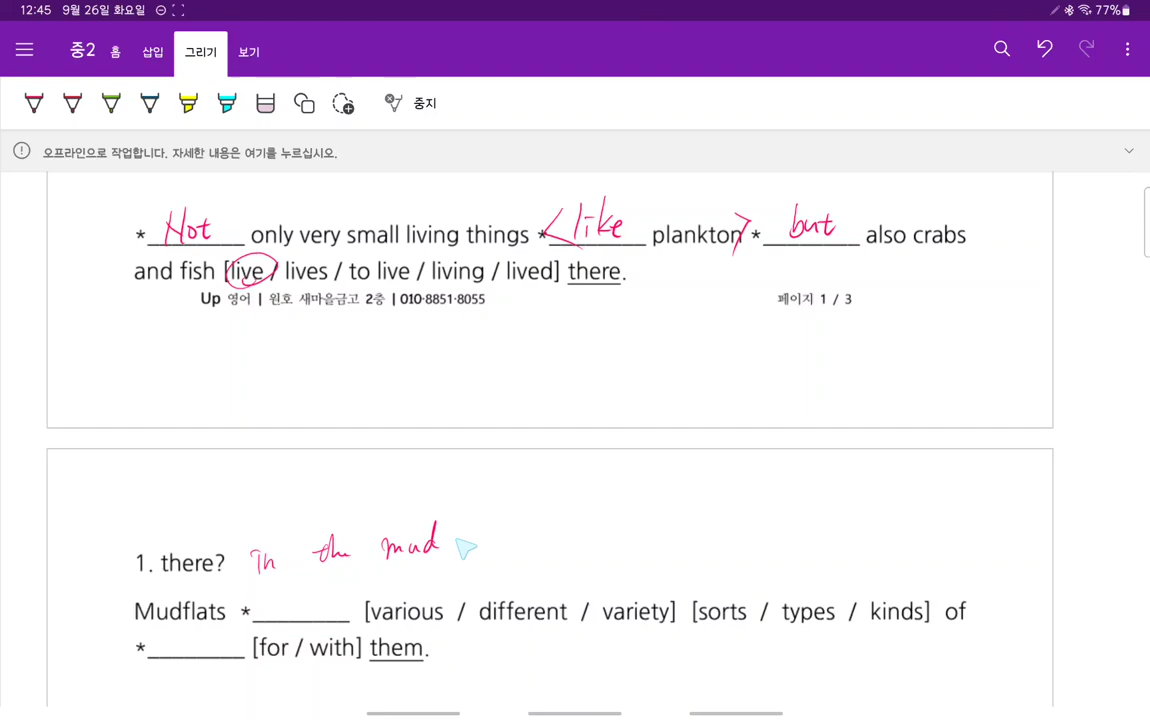 12:45 9월 26일 화요일 77%
중2 홈 삽입 그리기 보기
중지
오프라인으로 작업합니다. 자세한 내용은 여기를 누르십시오.
*________ Not only very small living things *________ <like plankton> *________ but also crabs
and fish [live / lives / to live / living / lived] there.
Up 영어 | 원호 새마을금고 2층 | 010·8851·8055 페이지 1 / 3
1. there? In the mud
Mudflats *________ [various / different / variety] [sorts / types / kinds] of
*________ [for / with] them.